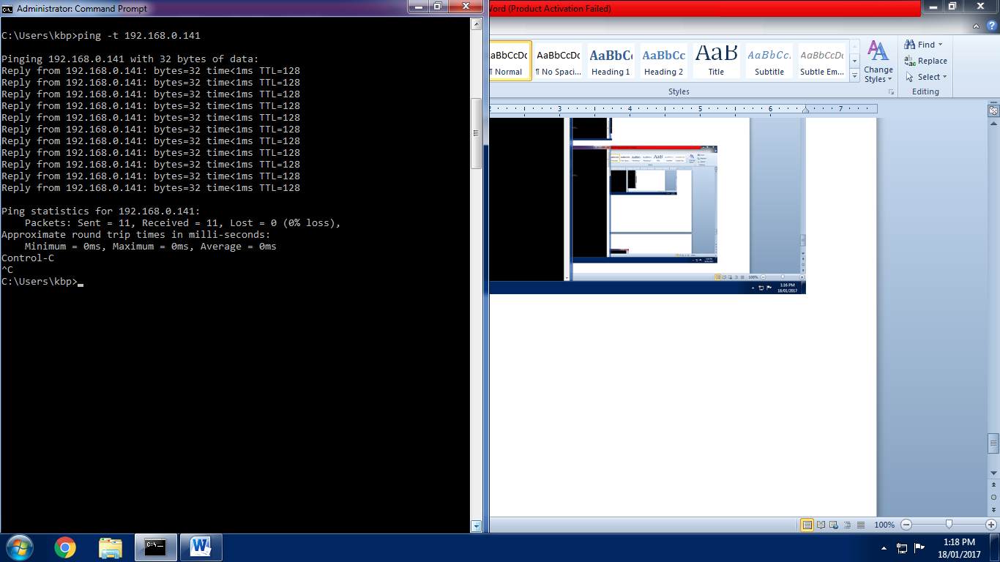 Administrator: Command Prompt
C:\Users\kbp>ping -t 192.168.0.141
Pinging 192.168.0.141 with 32 bytes of data:
Reply from 192.168.0.141: bytes=32 time<1ms TTL=128
Reply from 192.168.0.141: bytes=32 time<1ms TTL=128
Reply from 192.168.0.141: bytes=32 time<1ms TTL=128
Reply from 192.168.0.141: bytes=32 time<1ms TTL=128
Reply from 192.168.0.141: bytes=32 time<1ms TTL=128
Reply from 192.168.0.141: bytes=32 time<1ms TTL=128
Reply from 192.168.0.141: bytes=32 time<1ms TTL=128
Reply from 192.168.0.141: bytes=32 time<1ms TTL=128
Reply from 192.168.0.141: bytes=32 time<1ms TTL=128
Reply from 192.168.0.141: bytes=32 time<1ms TTL=128
Reply from 192.168.0.141: bytes=32 time<1ms TTL=128
Ping statistics for 192.168.0.141:
Packets: Sent = 11, Received = 11, Lost = 0 (0% loss),
Approximate round trip times in milli-seconds:
Minimum = 0ms, Maximum = 0ms, Average = 0ms
Control-C
^C
C:\Users\kbp>
Word (Product Activation Failed)
AaBbCcDc AaBbCcDc AaBbCc AaBbCc AaB AaBbCc. AaBbCcDc
¶ Normal ¶ No Spaci... Heading 1 Heading 2 Title Subtitle Subtle Em...
Change Styles
Find
Replace
Select
Styles
Editing
2 3 4 5 6 7
100%
1:16 PM
18/01/2017
100%
1:18 PM
18/01/2017